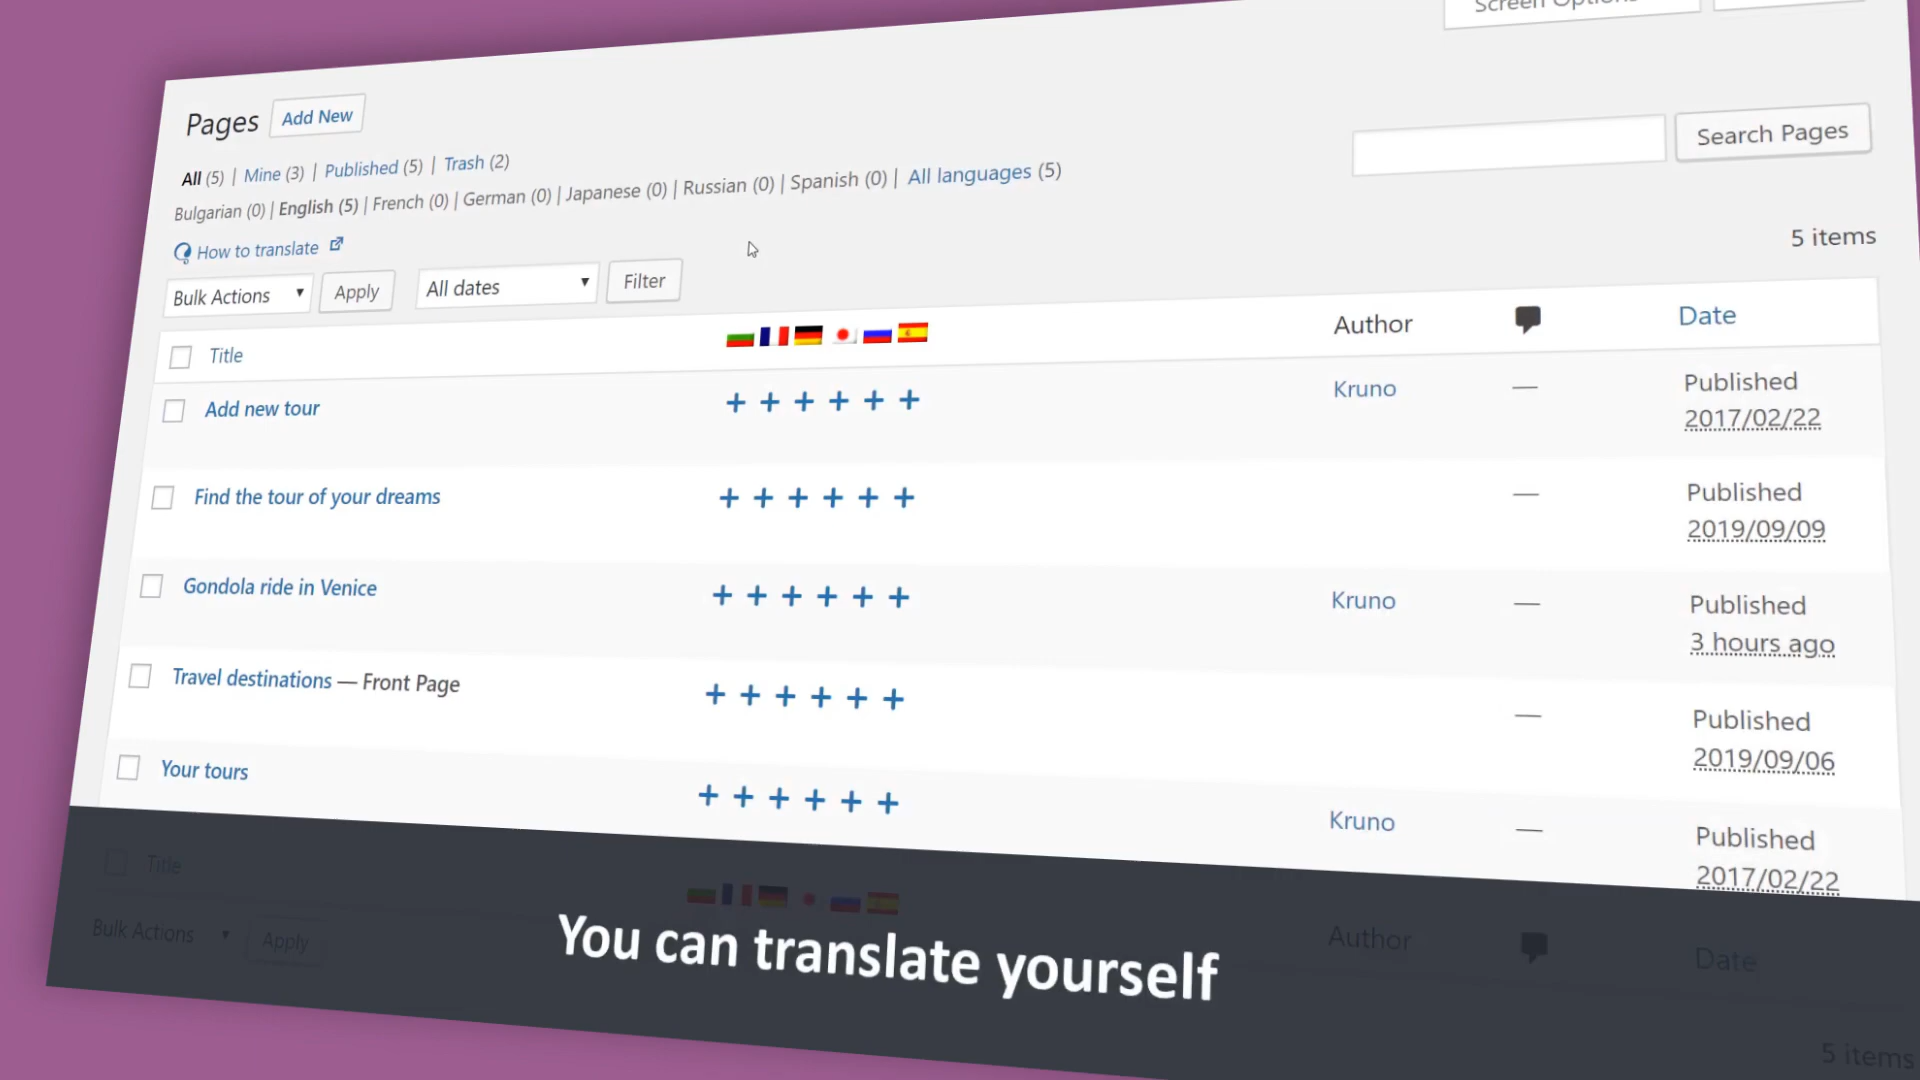 Screen Options
Pages Add New
Search Pages
All (5) | Mine (3) | Published (5) | Trash (2)
Bulgarian (0) | English (5) | French (0) | German (0) | Japanese (0) | Russian (0) | Spanish (0) | All languages (5)
How to translate
5 items
Bulk Actions Apply All dates Filter
Title Author Date
Add new tour + + + + + + Kruno — Published
2017/02/22
Find the tour of your dreams + + + + + + — Published
2019/09/09
Gondola ride in Venice + + + + + + Kruno — Published
3 hours ago
Travel destinations — Front Page + + + + + + — Published
2019/09/06
Your tours + + + + + + Kruno — Published
2017/02/22
Title Author Date
Bulk Actions Apply
You can translate yourself
5 items